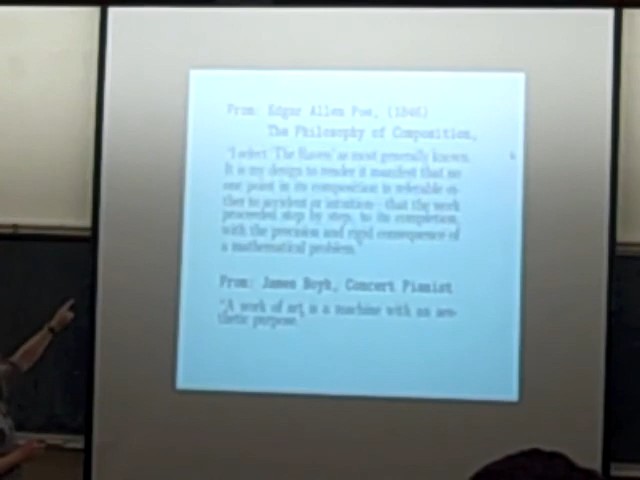 From: Edgar Allen Poe, (1846)
The Philosophy of Composition,
"I select 'The Raven' as most generally known.
It is my design to render it manifest that no
one point in its composition is referable ei-
ther to accident or intuition—that the work
proceeded step by step, to its completion,
with the precision and rigid consequence of
a mathematical problem."
From: James Boyk, Concert Pianist
"A work of art is a machine with an aes-
thetic purpose.